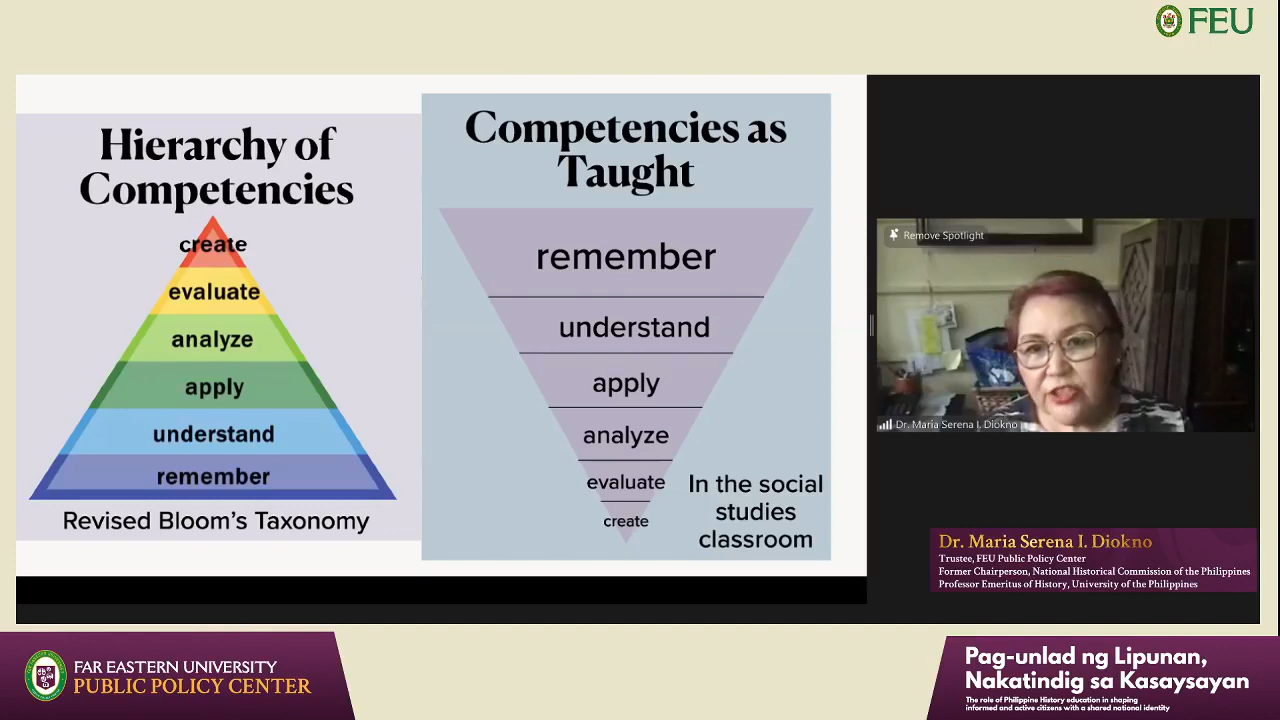 FEU
Hierarchy of
Competencies
create
evaluate
analyze
apply
understand
remember
Revised Bloom's Taxonomy
Competencies as
Taught
remember
understand
apply
analyze
evaluate
create
In the social
studies
classroom
Remove Spotlight
Dr. Maria Serena I. Diokno
Dr. Maria Serena I. Diokno
Trustee, FEU Public Policy Center
Former Chairperson, National Historical Commission of the Philippines
Professor Emeritus of History, University of the Philippines
FAR EASTERN UNIVERSITY
PUBLIC POLICY CENTER
Pag-unlad ng Lipunan,
Nakatindig sa Kasaysayan
The role of Philippine History education in shaping
informed and active citizens with a shared national identity